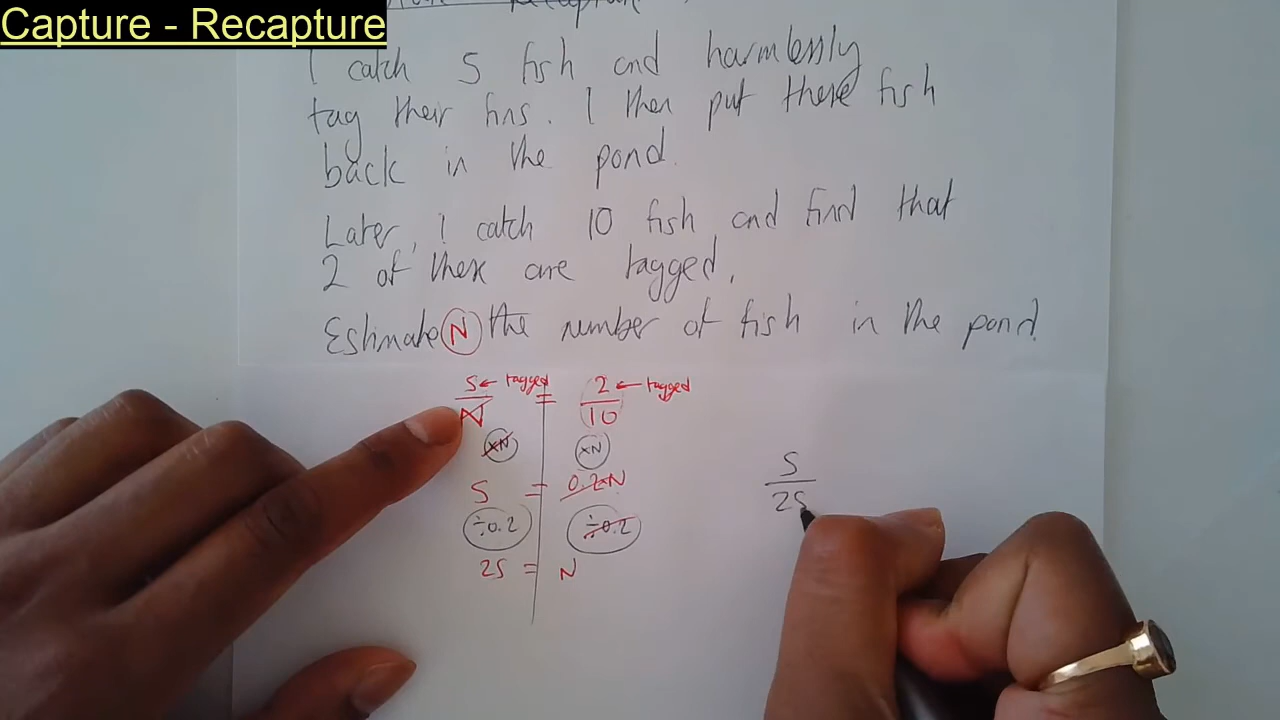 Capture - Recapture
I catch 5 fish and harmlessly
tag their fins. I then put these fish
back in the pond.
Later, I catch 10 fish and find that
2 of these are tagged.
Estimate N the number of fish in the pond.
5 ← tagged = 2 ← tagged
N 10
×N ×N
5 = 0.2×N
÷0.2 ÷0.2
25 = N
5
25